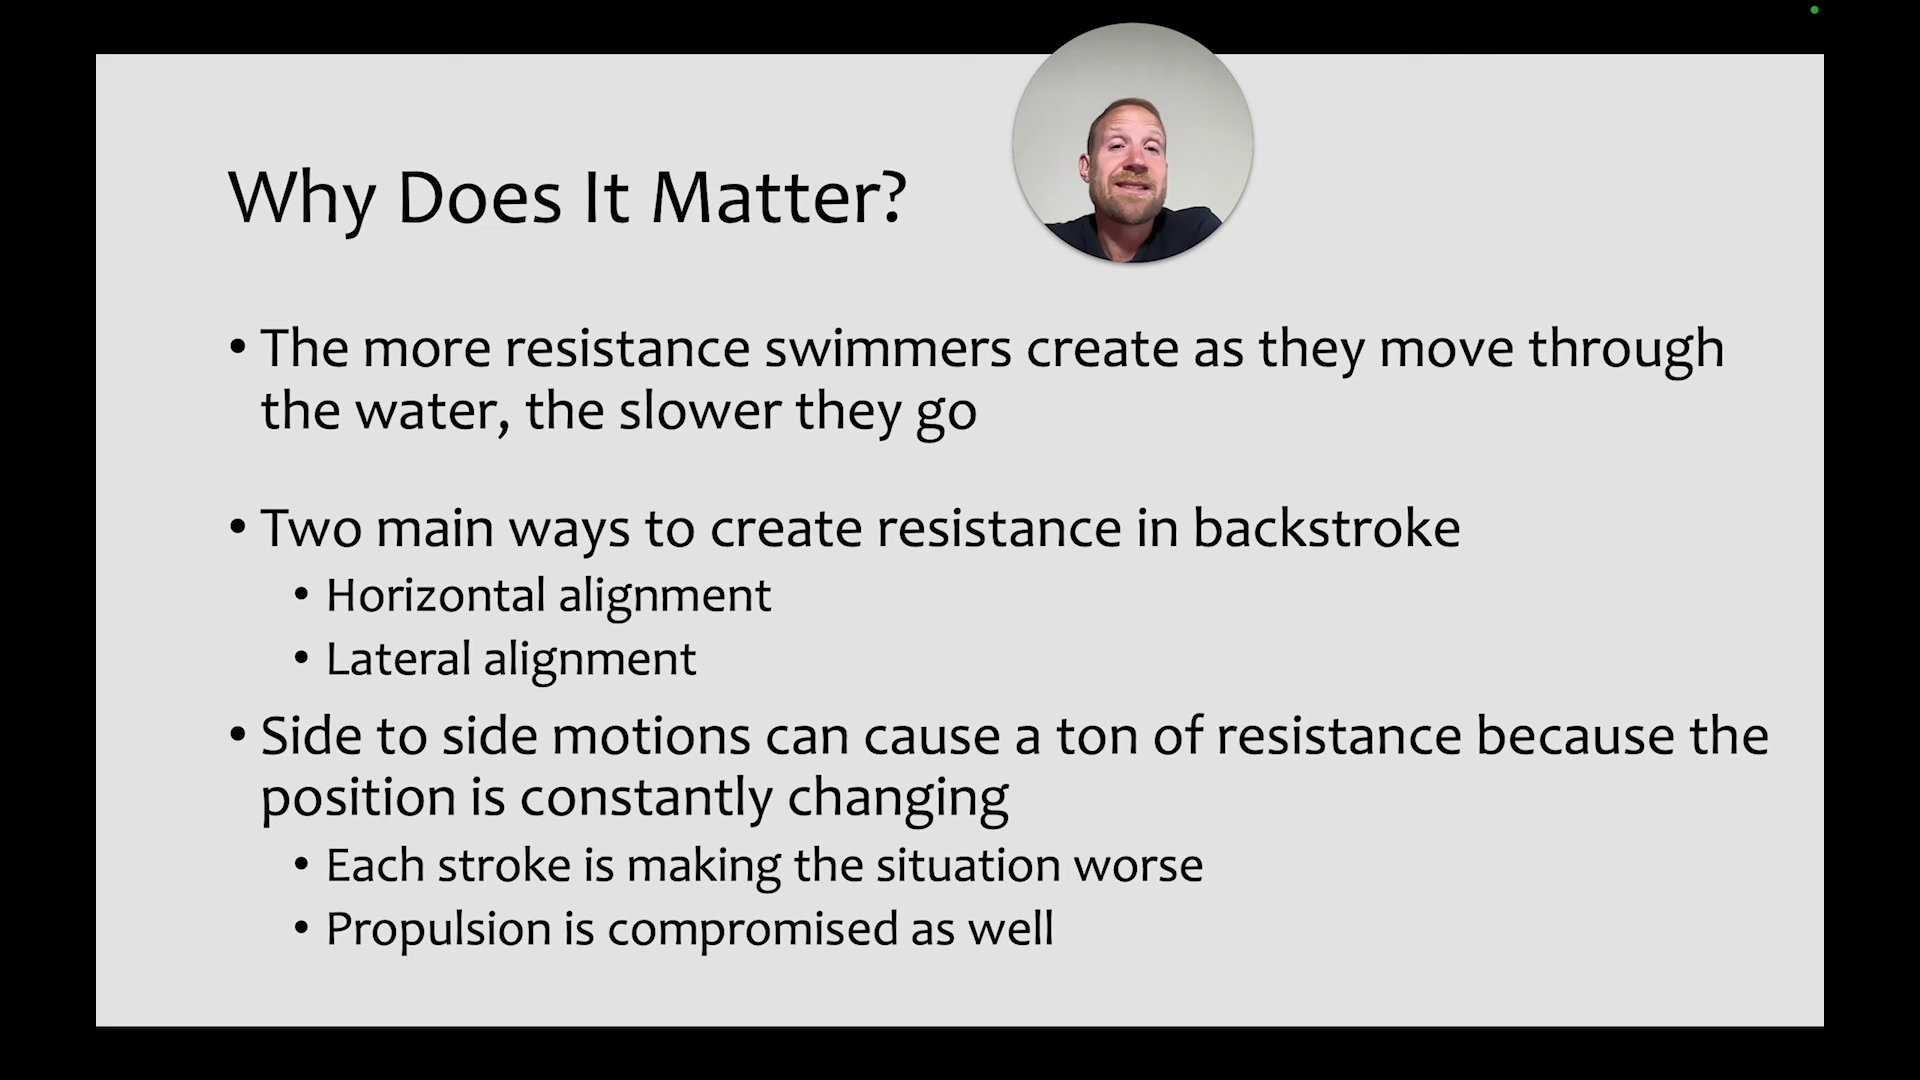 Why Does It Matter?
• The more resistance swimmers create as they move through
the water, the slower they go
• Two main ways to create resistance in backstroke
• Horizontal alignment
• Lateral alignment
• Side to side motions can cause a ton of resistance because the
position is constantly changing
• Each stroke is making the situation worse
• Propulsion is compromised as well